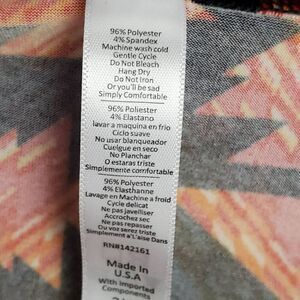 96% Polyester
4% Spandex
Machine wash cold
Gentle Cycle
Do Not Bleach
Hang Dry
Do Not Iron
Or you'll be sad
Simply Comfortable
96% Poliester
4% Elastano
lavar a maquina en frio
Ciclo suave
No usar blanqueador
Cuelgue en seco
No Planchar
O estaras triste
Simplemente comfortable
96% Polyester
4% Elasthanne
Lavage en Machine a froid
Cycle delicat
Ne pas javelliser
Accrochez sec
Ne pas repasser
Ou voz serez triste
Simplement a'L'aise Dans
RN#142161
Made In
U.S.A
With Imported
Components